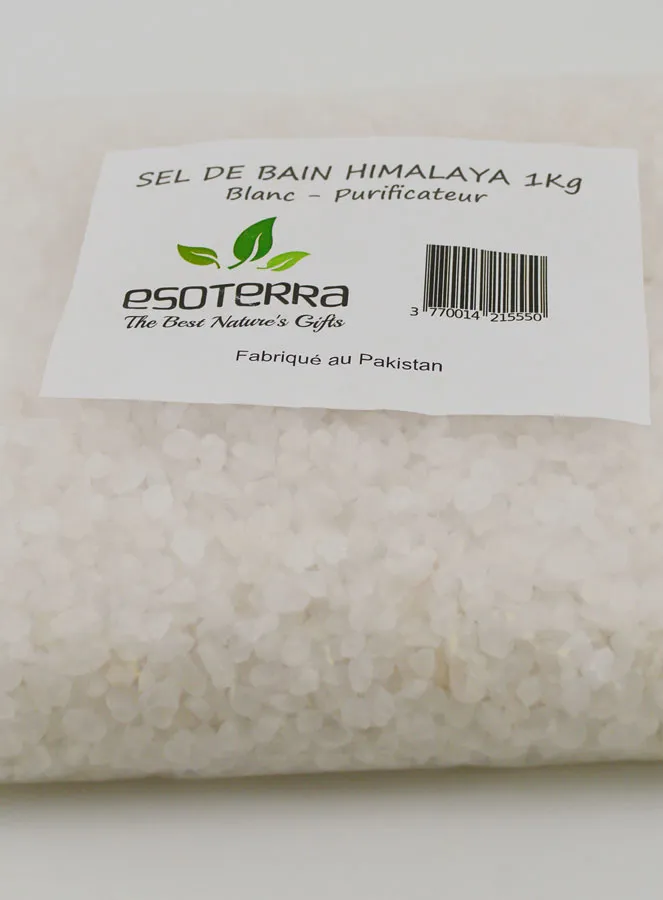 SEL DE BAIN HIMALAYA 1Kg
Blanc - Purificateur
esoterra
The Best Nature's Gifts
3 770014 215550
Fabriqué au Pakistan